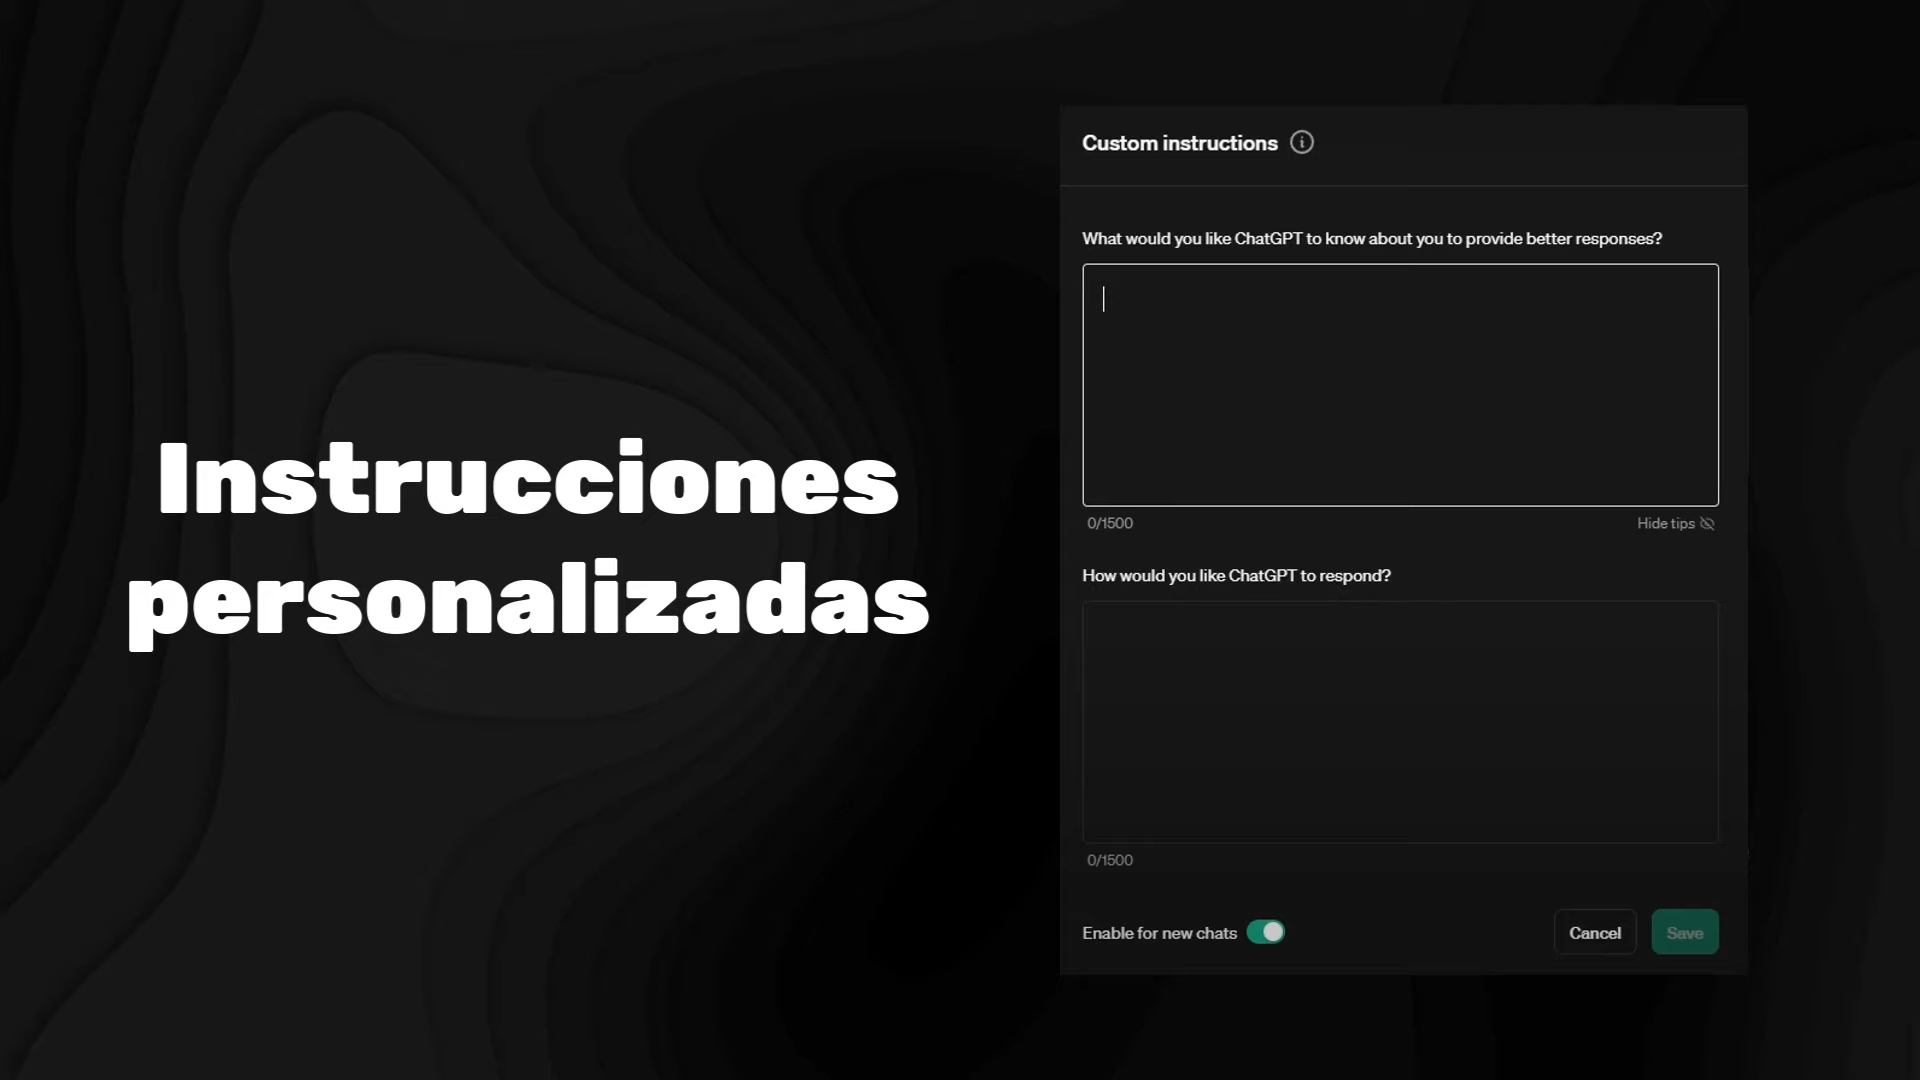 Instrucciones
personalizadas
Custom instructions
What would you like ChatGPT to know about you to provide better responses?
0/1500
Hide tips
How would you like ChatGPT to respond?
0/1500
Enable for new chats
Cancel
Save